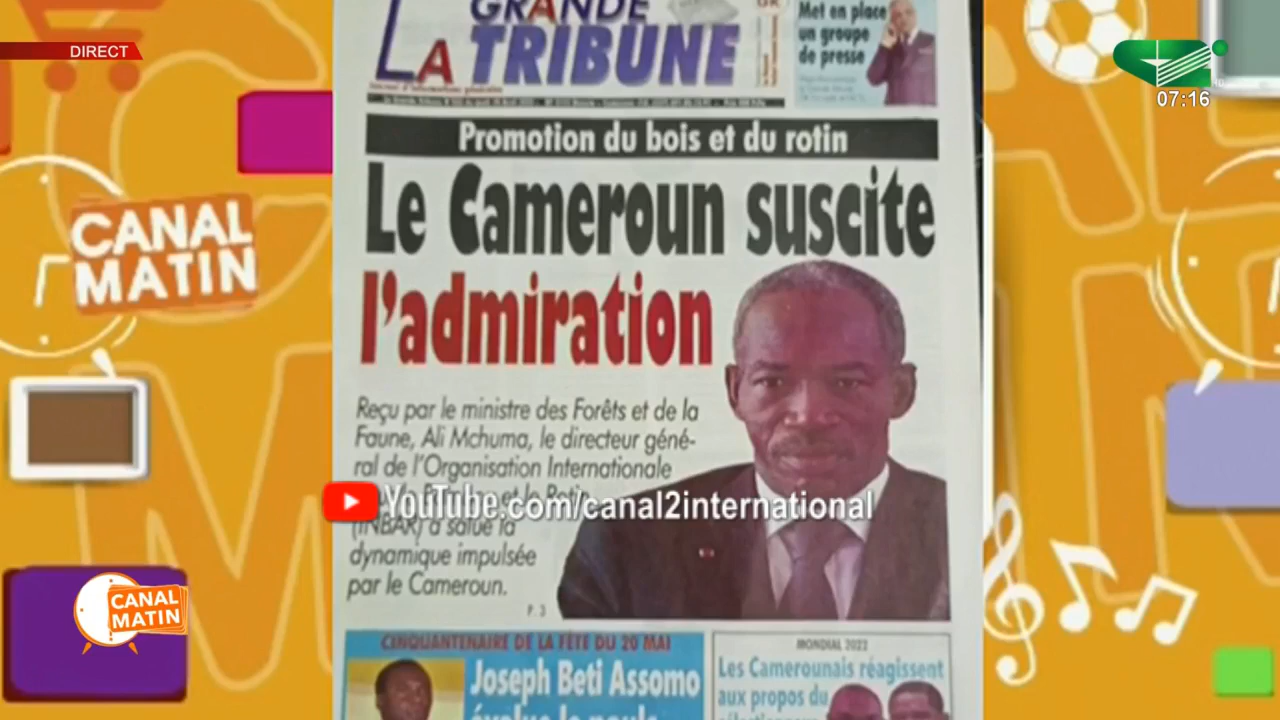 DIRECT
07:16
GRANDE
LA TRIBUNE
Met en place
un groupe
de presse
Promotion du bois et du rotin
Le Cameroun suscite
l'admiration
Reçu par le ministre des Forêts et de la
Faune, Ali Mchuma, le directeur géné-
ral de l'Organisation Internationale
YouTube.com/canal2international
(INBAR) a salué la
dynamique impulsée
par le Cameroun.
P. 3
CANAL
MATIN
CANAL
MATIN
CINQUANTENAIRE DE LA FÊTE DU 20 MAI
Joseph Beti Assomo
MONDIAL 2022
Les Camerounais réagissent
aux propos du